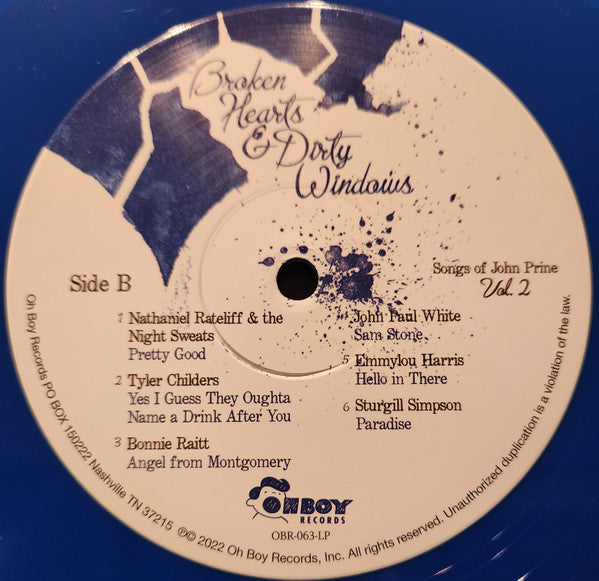 Broken
Hearts
& Dirty
Windows
Songs of John Prine
Vol. 2
Side B
1 Nathaniel Rateliff & the
Night Sweats
Pretty Good
2 Tyler Childers
Yes I Guess They Oughta
Name a Drink After You
3 Bonnie Raitt
Angel from Montgomery
John Paul White
Sam Stone
5 Emmylou Harris
Hello in There
6 Sturgill Simpson
Paradise
OH BOY
RECORDS
OBR-063-LP
Oh Boy Records PO BOX 150222 Nashville TN 37215 ℗© 2022 Oh Boy Records, Inc. All rights reserved. Unauthorized duplication is a violation of the law.